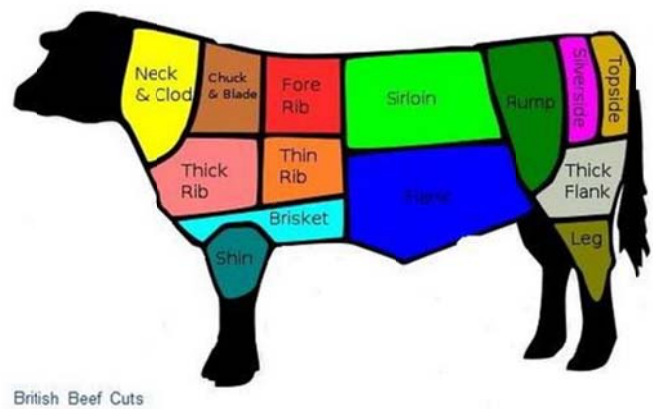 Neck
& Clod
Chuck
& Blade
Fore
Rib
Sirloin
Rump
Silverside
Topside
Thick
Rib
Thin
Rib
Flank
Thick
Flank
Brisket
Shin
Leg
British Beef Cuts